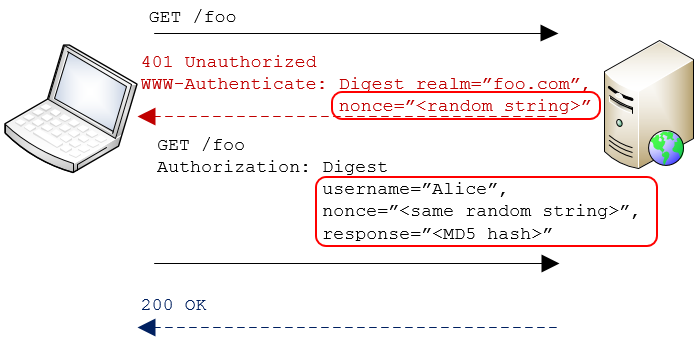 GET /foo
401 Unauthorized
WWW-Authenticate: Digest realm=”foo.com”,
nonce=”<random string>”
GET /foo
Authorization: Digest
username=”Alice”,
nonce=”<same random string>”,
response=”<MD5 hash>”
200 OK